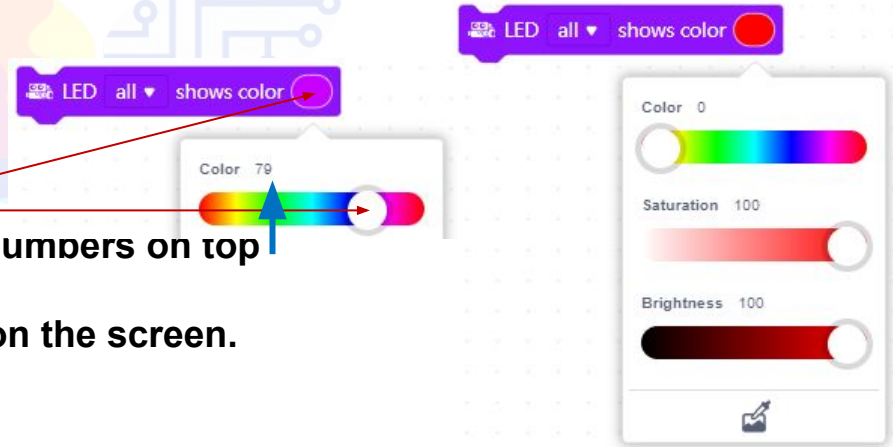 LED all ▾ shows color
Color 79
umbers on top
on the screen.
LED all ▾ shows color
Color 0
Saturation 100
Brightness 100